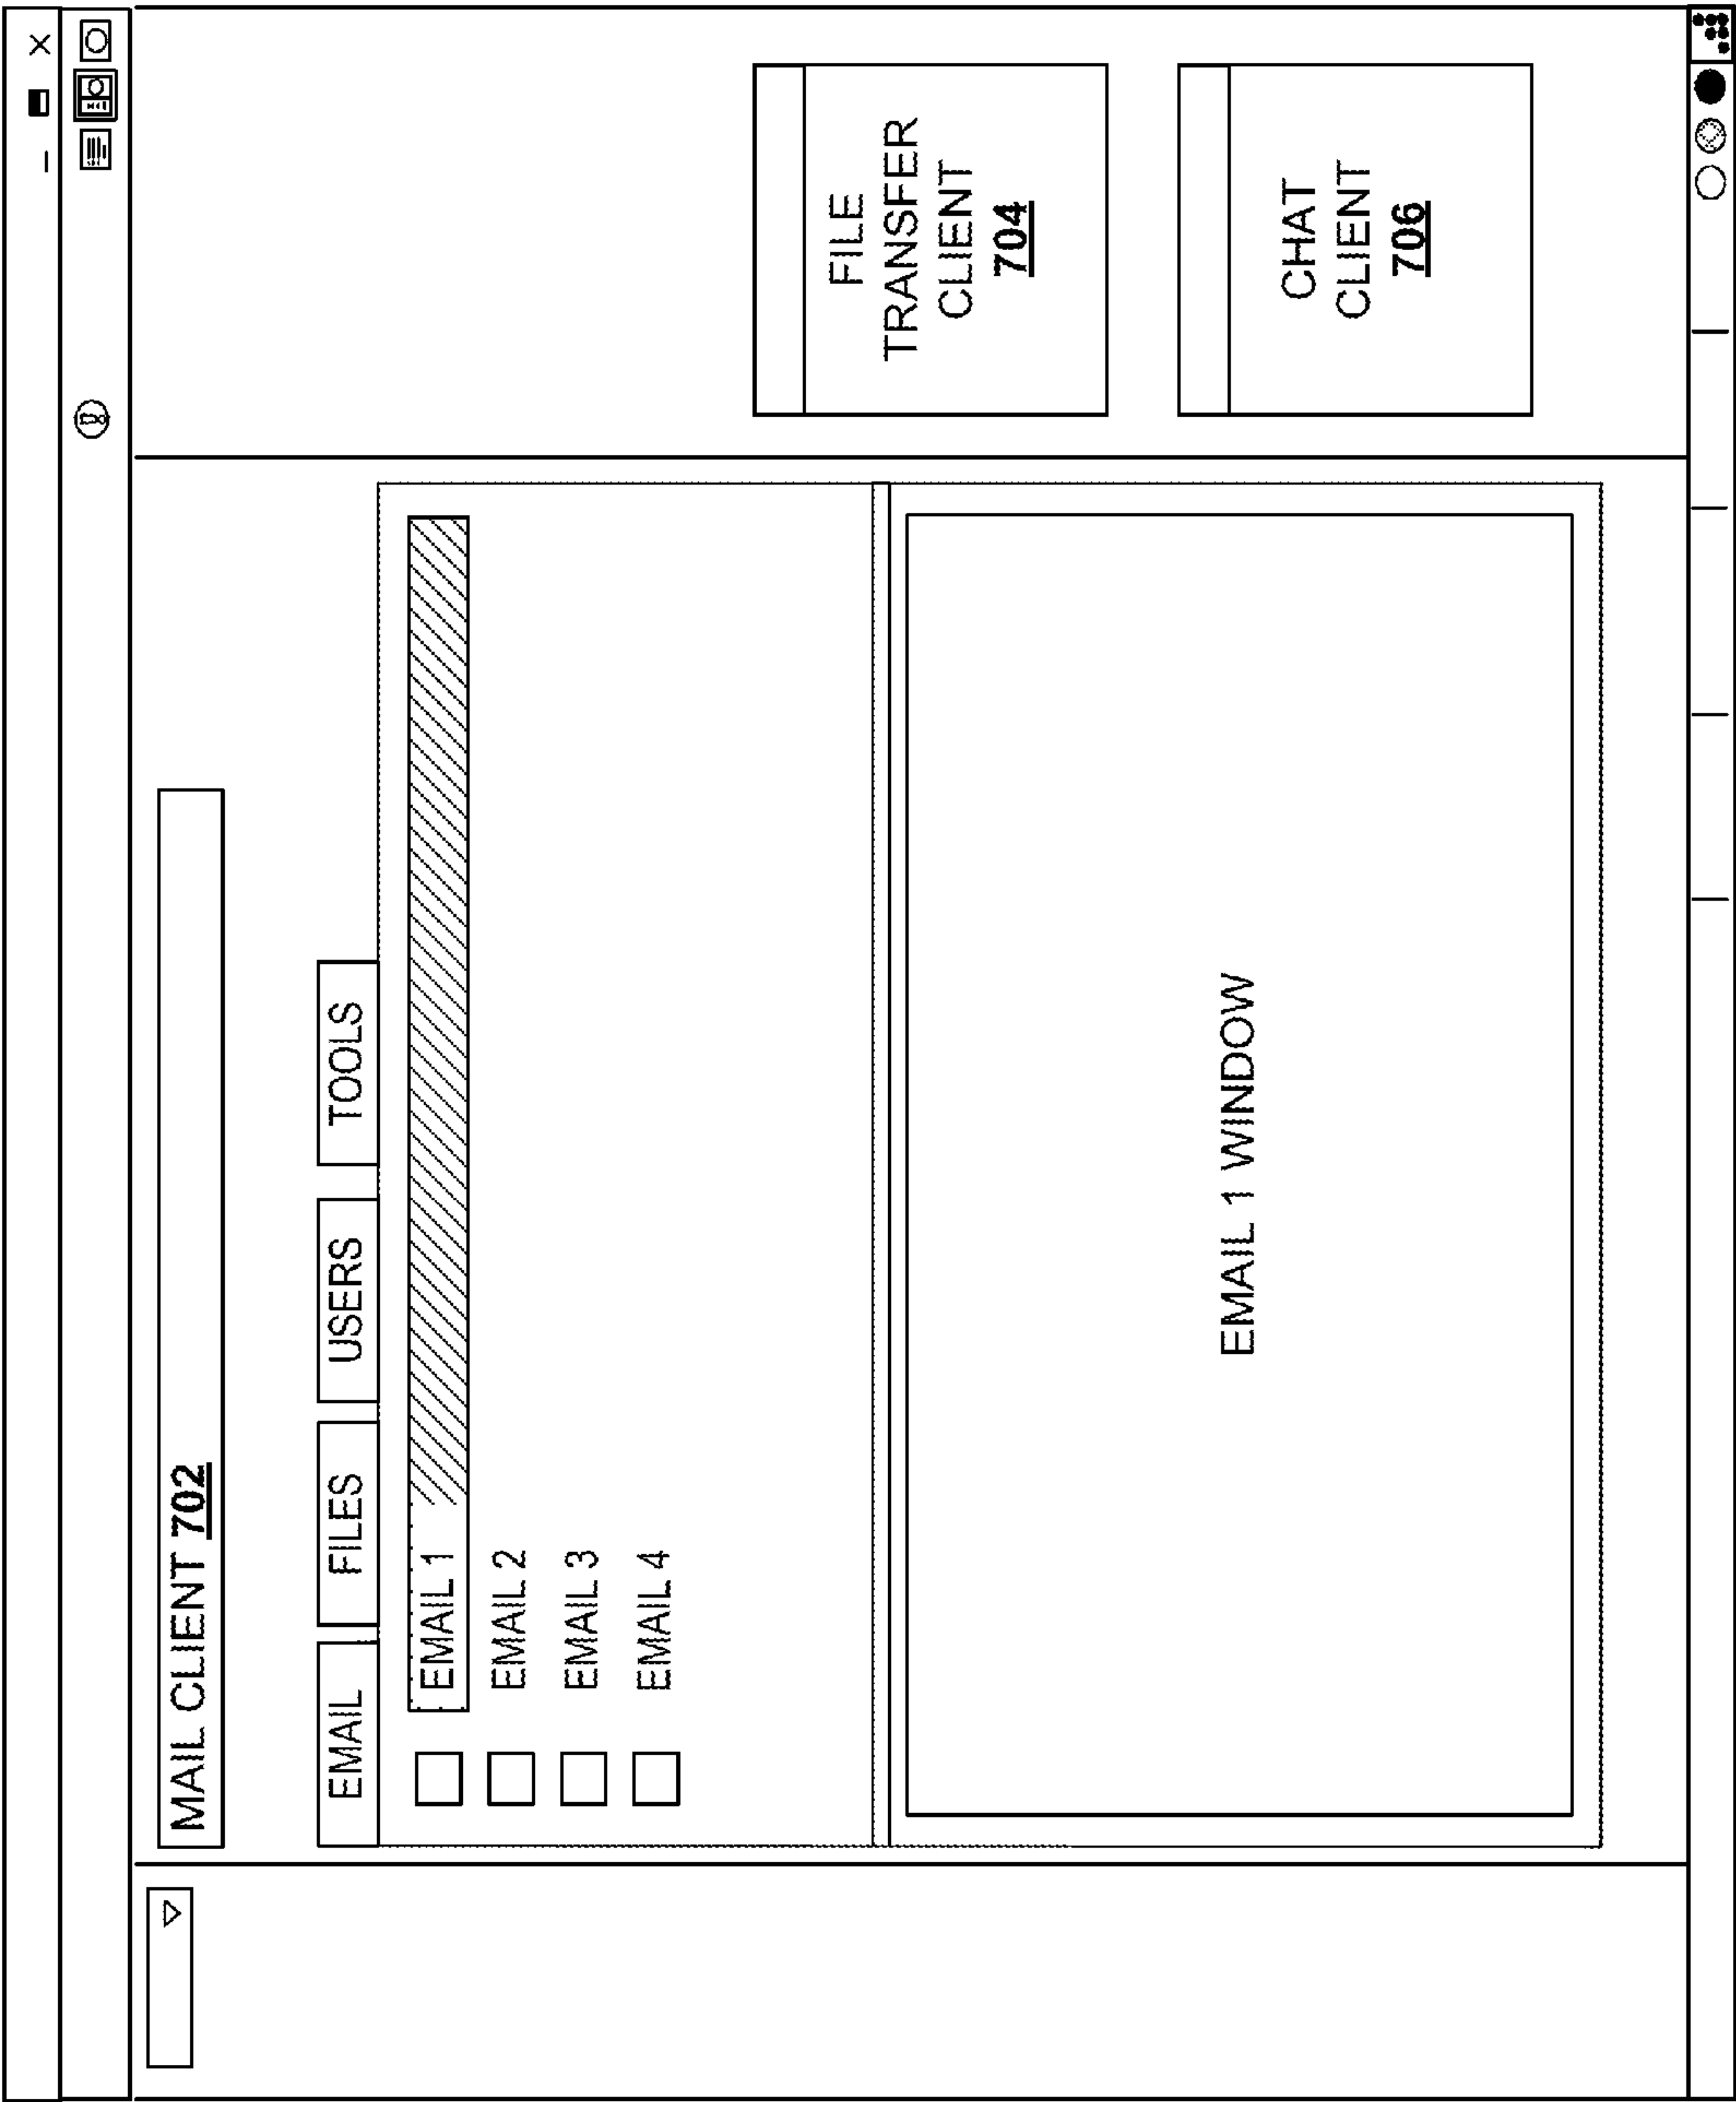 MAIL CLIENT 702
EMAIL
FILES
USERS
TOOLS
EMAIL 1
EMAIL 2
EMAIL 3
EMAIL 4
EMAIL 1 WINDOW
FILE
TRANSFER
CLIENT
704
CHAT
CLIENT
706